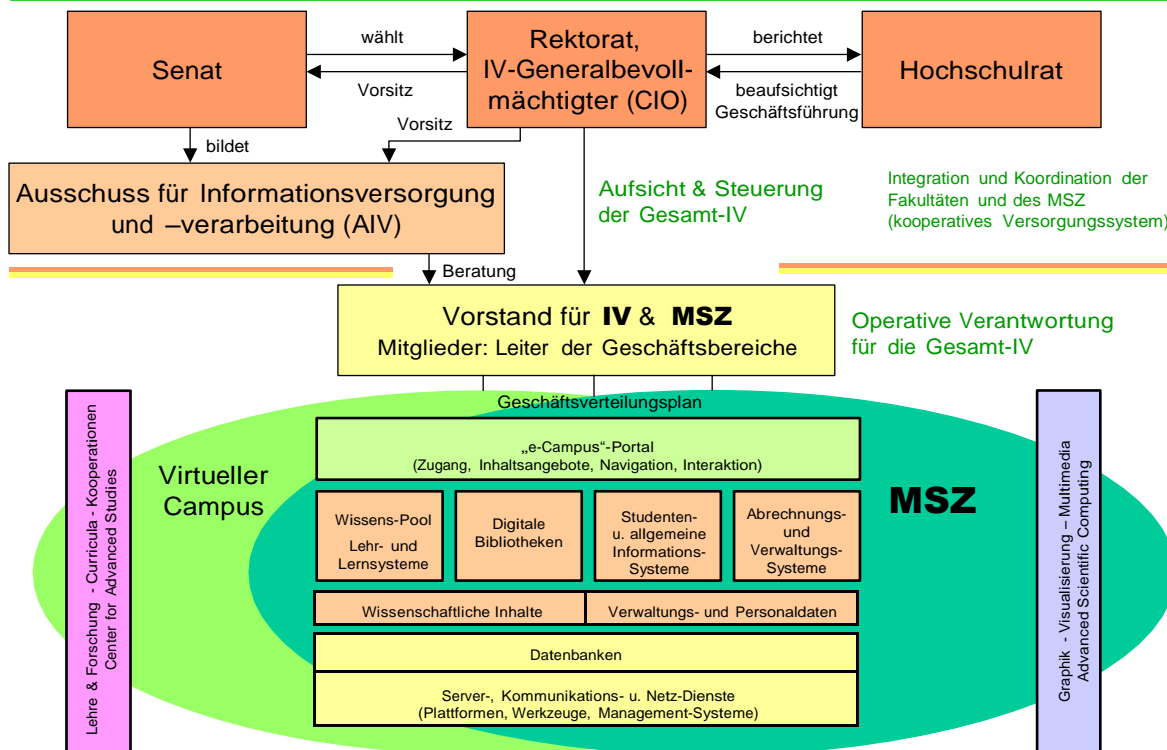 Senat
wählt
Vorsitz
Rektorat,
IV-Generalbevoll-
mächtigter (CIO)
berichtet
beaufsichtigt
Geschäftsführung
Hochschulrat
bildet
Vorsitz
Ausschuss für Informationsversorgung
und –verarbeitung (AIV)
Aufsicht & Steuerung
der Gesamt-IV
Integration und Koordination der
Fakultäten und des MSZ
(kooperatives Versorgungssystem)
Beratung
Vorstand für IV & MSZ
Mitglieder: Leiter der Geschäftsbereiche
Operative Verantwortung
für die Gesamt-IV
Geschäftsverteilungsplan
Lehre & Forschung - Curricula - Kooperationen
Center for Advanced Studies
Virtueller
Campus
„e-Campus“-Portal
(Zugang, Inhaltsangebote, Navigation, Interaktion)
Wissens-Pool
Lehr- und
Lernsysteme
Digitale
Bibliotheken
Studenten-
u. allgemeine
Informations-
Systeme
Abrechnungs-
und
Verwaltungs-
Systeme
MSZ
Wissenschaftliche Inhalte
Verwaltungs- und Personaldaten
Datenbanken
Server-, Kommunikations- u. Netz-Dienste
(Plattformen, Werkzeuge, Management-Systeme)
Graphik - Visualisierung – Multimedia
Advanced Scientific Computing